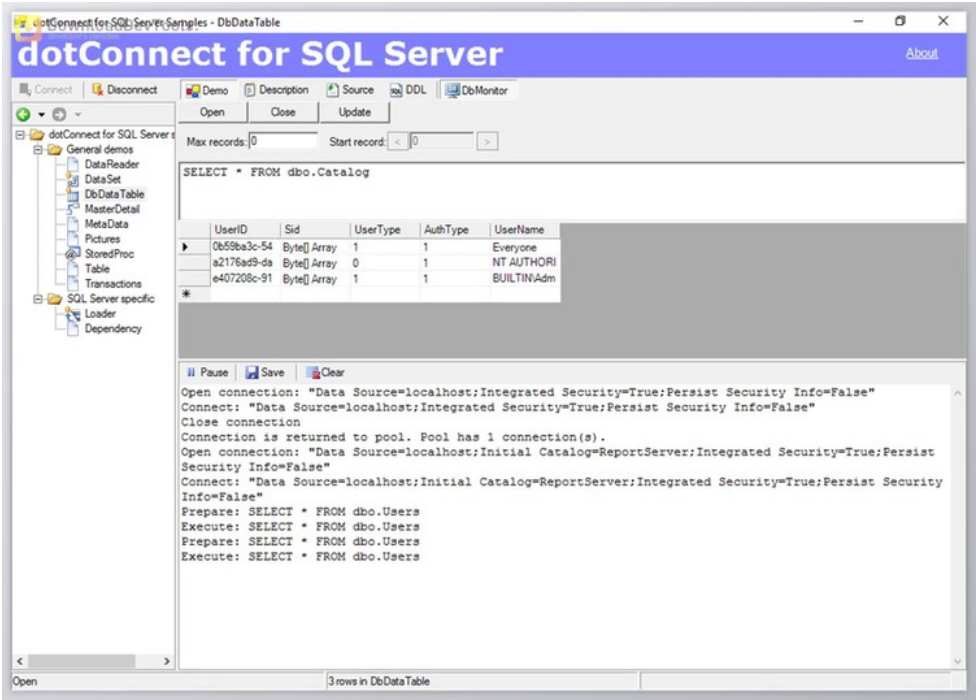 dotConnect for SQL Server Samples - DbDataTable
dotConnect for SQL Server
About
Connect Disconnect
Demo Description Source DDL DbMonitor
Open Close Update
Max records: 0 Start record: < 0 >
dotConnect for SQL Server s
General demos
DataReader
DataSet
DbDataTable
MasterDetail
MetaData
Pictures
StoredProc
Table
Transactions
SQL Server specific
Loader
Dependency
SELECT * FROM dbo.Catalog
UserID Sid UserType AuthType UserName
0b59ba3c-54 Byte[] Array 1 1 Everyone
a2176ad9-da Byte[] Array 0 1 NT AUTHORI
e407208c-91 Byte[] Array 1 1 BUILTIN\Adm
Pause Save Clear
Open connection: "Data Source=localhost;Integrated Security=True;Persist Security Info=False"
Connect: "Data Source=localhost;Integrated Security=True;Persist Security Info=False"
Close connection
Connection is returned to pool. Pool has 1 connection(s).
Open connection: "Data Source=localhost;Initial Catalog=ReportServer;Integrated Security=True;Persist
Security Info=False"
Connect: "Data Source=localhost;Initial Catalog=ReportServer;Integrated Security=True;Persist Security
Info=False"
Prepare: SELECT * FROM dbo.Users
Execute: SELECT * FROM dbo.Users
Prepare: SELECT * FROM dbo.Users
Execute: SELECT * FROM dbo.Users
Open 3 rows in DbDataTable